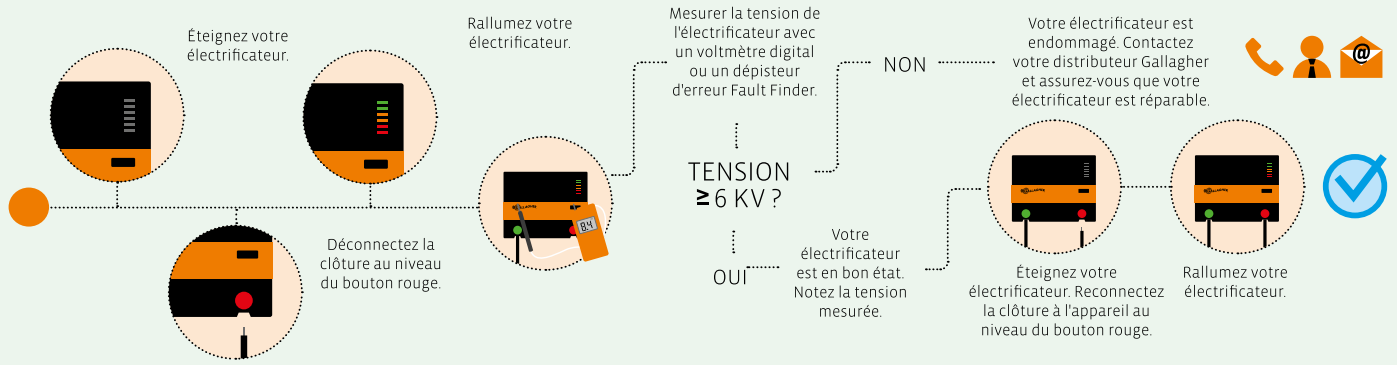 Éteignez votre
électrificateur.
Déconnectez la
clôture au niveau
du bouton rouge.
Rallumez votre
électrificateur.
GALLAGHER
8.4
Mesurer la tension de
l'électrificateur avec
un voltmètre digital
ou un dépisteur
d'erreur Fault Finder.
TENSION
≥6 KV ?
NON
Votre électrificateur est
endommagé. Contactez
votre distributeur Gallagher
et assurez-vous que votre
électrificateur est réparable.
@
OUI
Votre
électrificateur
est en bon état.
Notez la tension
mesurée.
GALLAGHER
Éteignez votre
électrificateur. Reconnectez
la clôture à l'appareil au
niveau du bouton rouge.
GALLAGHER
Rallumez votre
électrificateur.